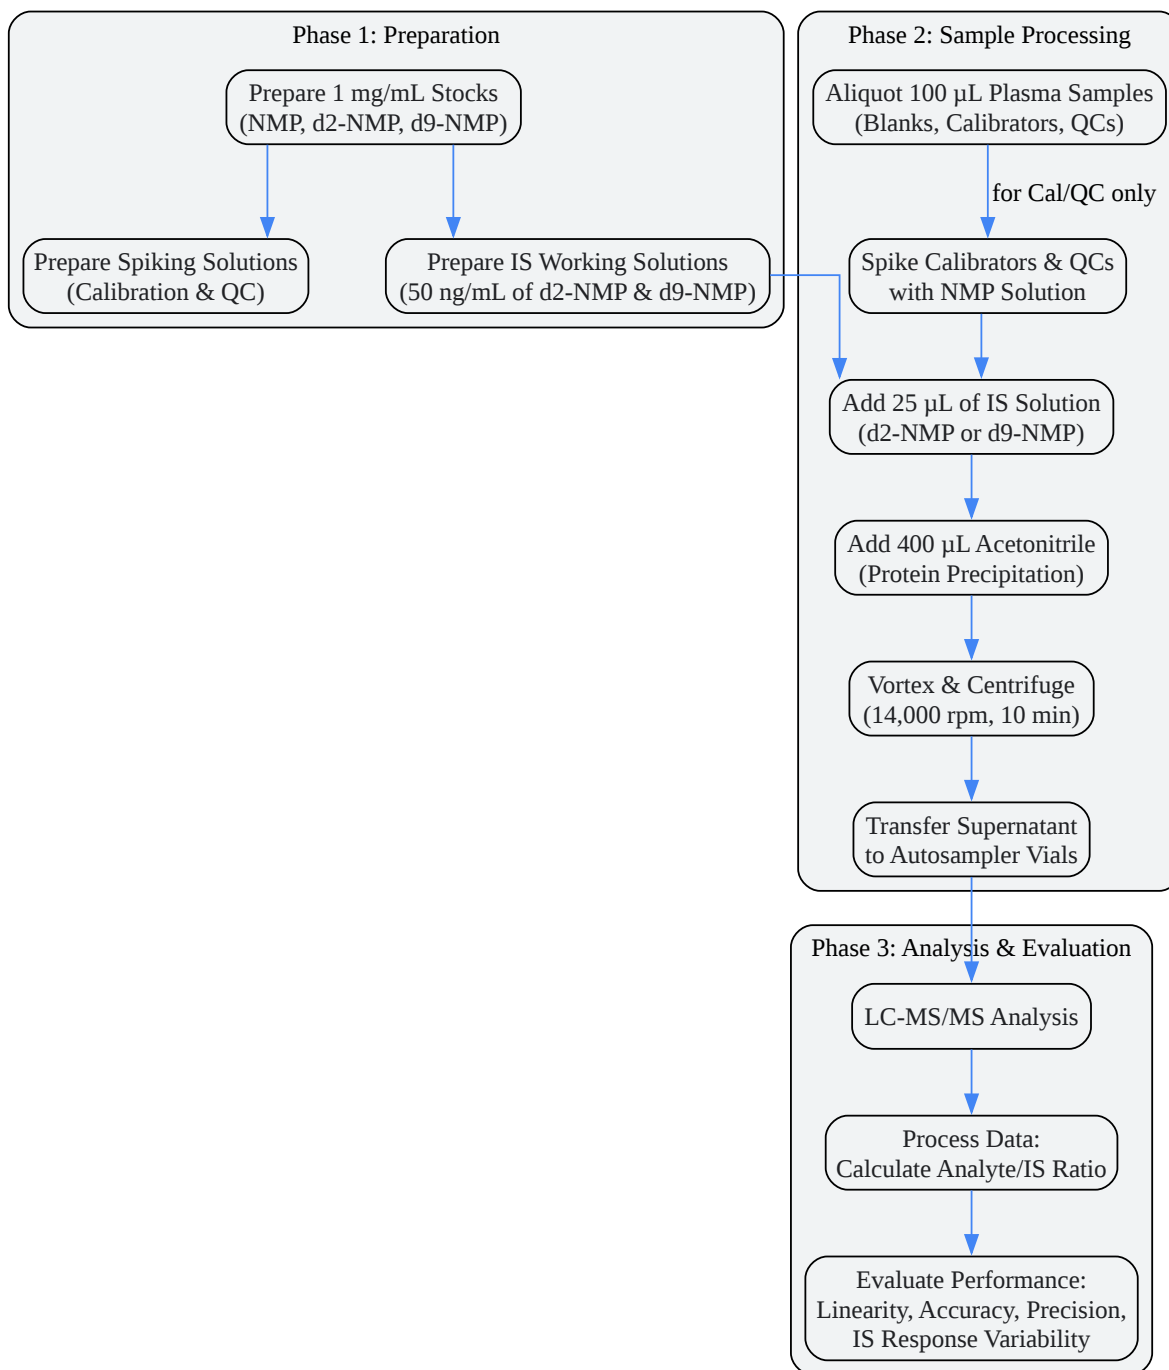 Phase 1: Preparation
Prepare 1 mg/mL Stocks
(NMP, d2-NMP, d9-NMP)
Prepare Spiking Solutions
(Calibration & QC)
Prepare IS Working Solutions
(50 ng/mL of d2-NMP & d9-NMP)
Phase 2: Sample Processing
Aliquot 100 µL Plasma Samples
(Blanks, Calibrators, QCs)
for Cal/QC only
Spike Calibrators & QCs
with NMP Solution
Add 25 µL of IS Solution
(d2-NMP or d9-NMP)
Add 400 µL Acetonitrile
(Protein Precipitation)
Vortex & Centrifuge
(14,000 rpm, 10 min)
Transfer Supernatant
to Autosampler Vials
Phase 3: Analysis & Evaluation
LC-MS/MS Analysis
Process Data:
Calculate Analyte/IS Ratio
Evaluate Performance:
Linearity, Accuracy, Precision,
IS Response Variability